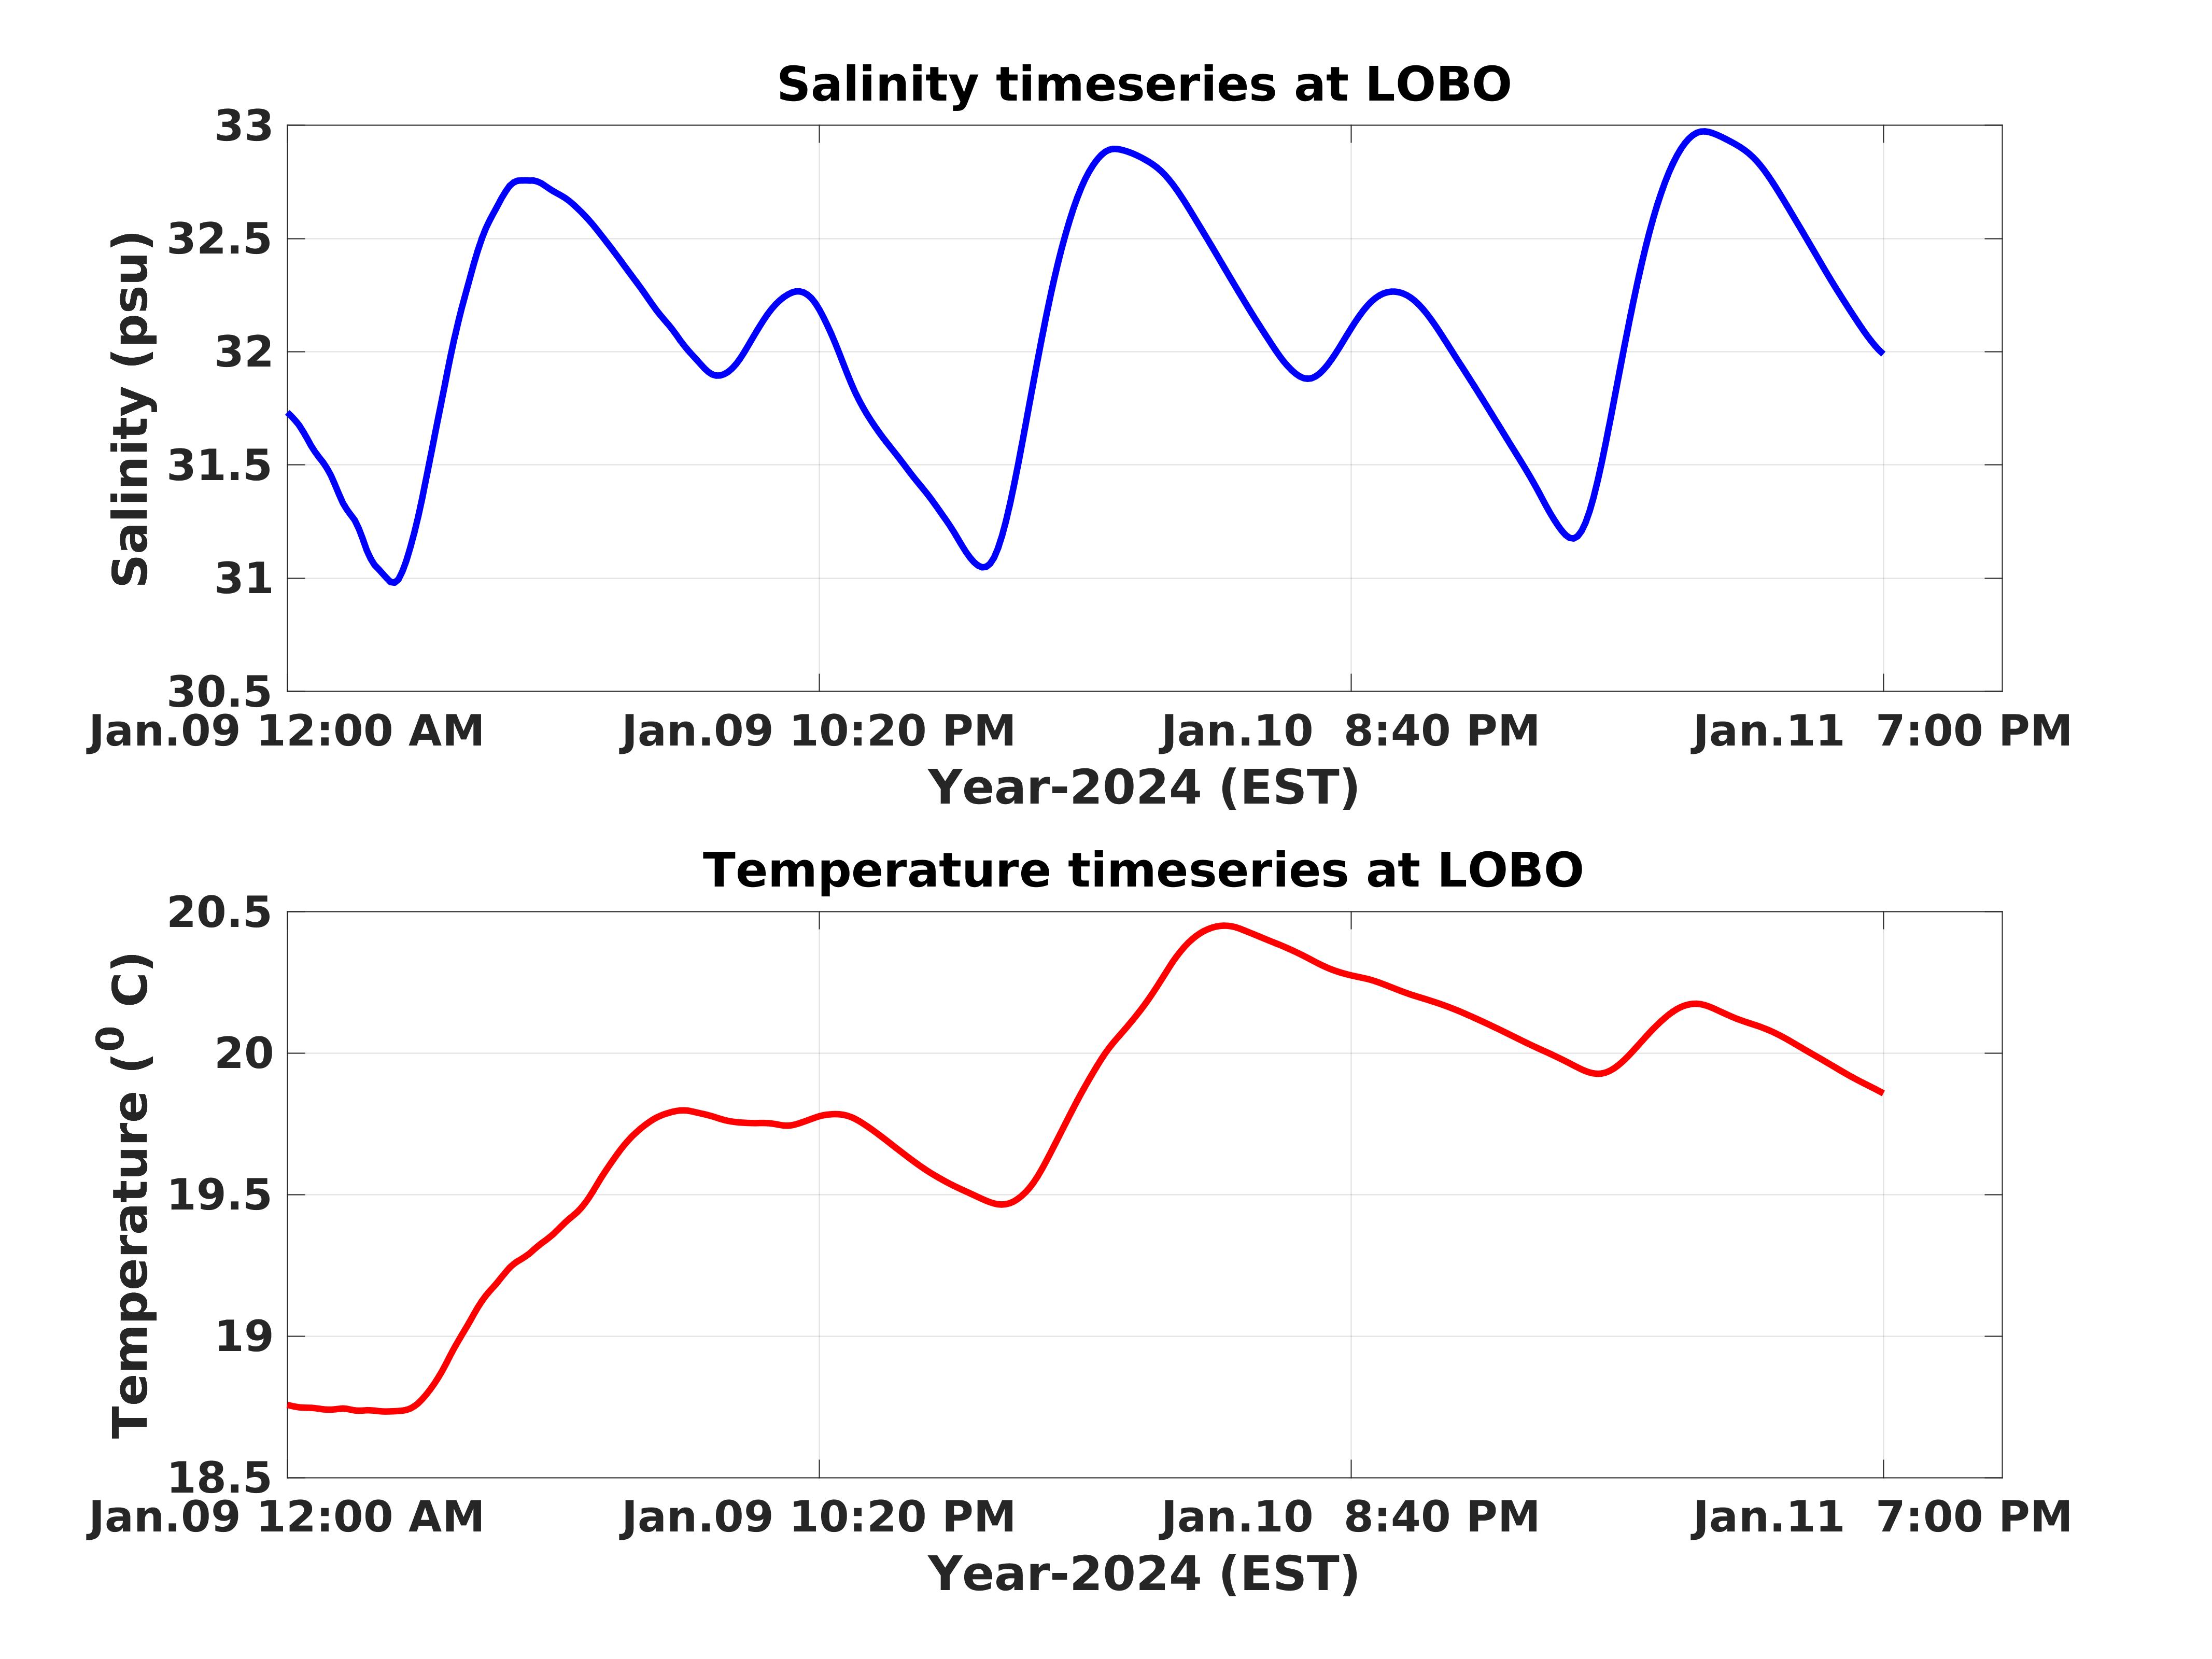 Salinity timeseries at LOBO
33
32.5
32
31.5
31
30.5
Salinity (psu)
Jan.09 12:00 AM Jan.09 10:20 PM Jan.10 8:40 PM Jan.11 7:00 PM
Year-2024 (EST)
Temperature timeseries at LOBO
20.5
20
19.5
19
18.5
Temperature (⁰ C)
Jan.09 12:00 AM Jan.09 10:20 PM Jan.10 8:40 PM Jan.11 7:00 PM
Year-2024 (EST)